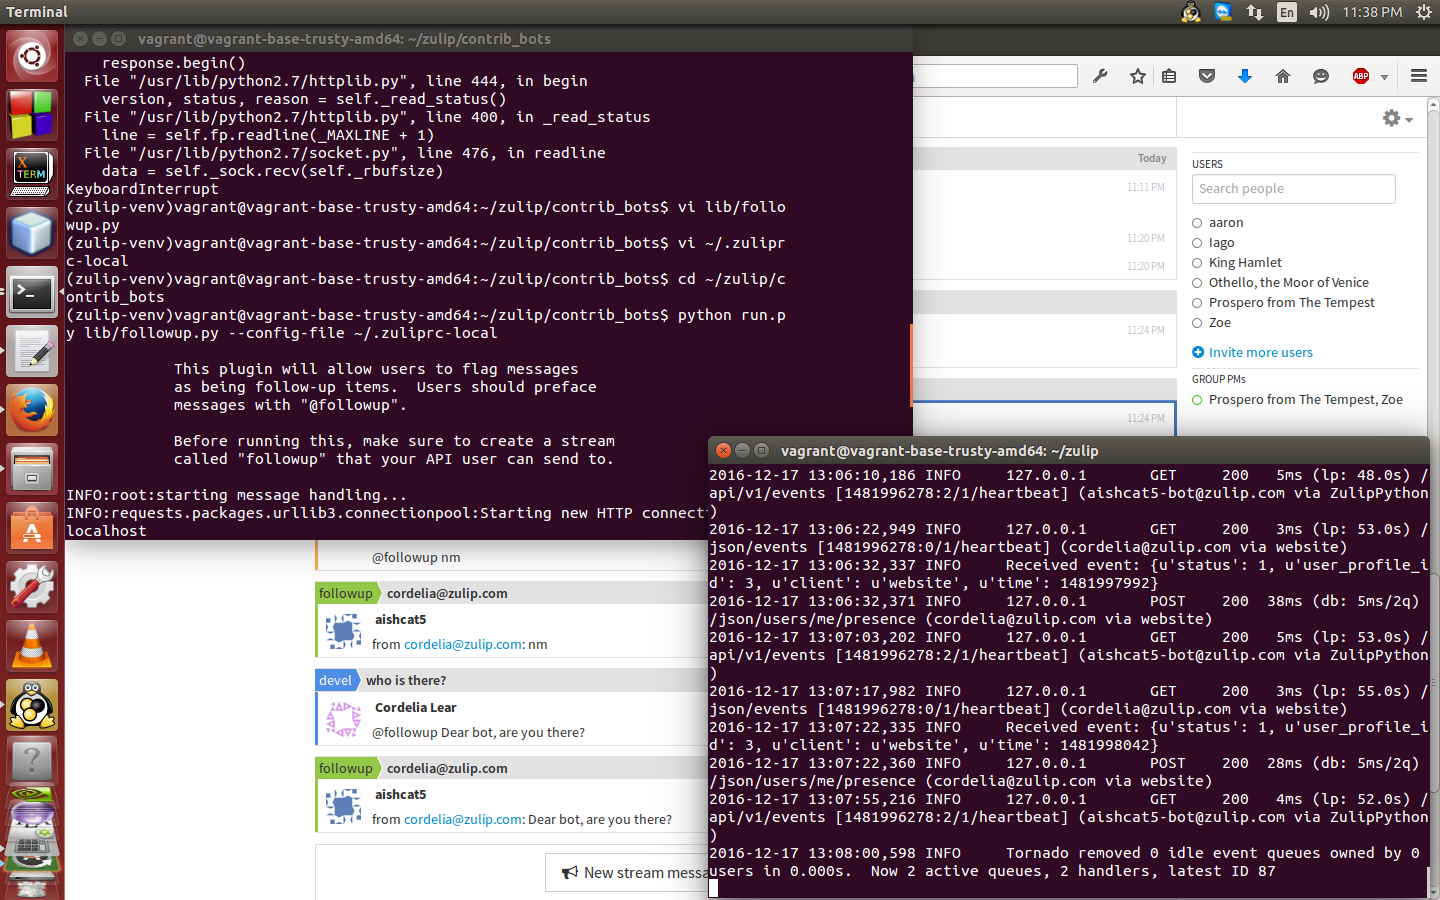 Terminal
En
11:38 PM
vagrant@vagrant-base-trusty-amd64: ~/zulip/contrib_bots
response.begin()
File "/usr/lib/python2.7/httplib.py", line 444, in begin
version, status, reason = self._read_status()
File "/usr/lib/python2.7/httplib.py", line 400, in _read_status
line = self.fp.readline(_MAXLINE + 1)
File "/usr/lib/python2.7/socket.py", line 476, in readline
data = self._sock.recv(self._rbufsize)
KeyboardInterrupt
(zulip-venv)vagrant@vagrant-base-trusty-amd64:~/zulip/contrib_bots$ vi lib/follo
wup.py
(zulip-venv)vagrant@vagrant-base-trusty-amd64:~/zulip/contrib_bots$ vi ~/.zulipr
c-local
(zulip-venv)vagrant@vagrant-base-trusty-amd64:~/zulip/contrib_bots$ cd ~/zulip/c
ontrib_bots
(zulip-venv)vagrant@vagrant-base-trusty-amd64:~/zulip/contrib_bots$ python run.p
y lib/followup.py --config-file ~/.zuliprc-local
This plugin will allow users to flag messages
as being follow-up items.  Users should preface
messages with "@followup".
Before running this, make sure to create a stream
called "followup" that your API user can send to.
INFO:root:starting message handling...
INFO:requests.packages.urllib3.connectionpool:Starting new HTTP connecti
localhost
X
TERM
ABP
Today
11:11 PM
11:20 PM
11:20 PM
11:24 PM
11:24 PM
USERS
Search people
aaron
Iago
King Hamlet
Othello, the Moor of Venice
Prospero from The Tempest
Zoe
Invite more users
GROUP PMs
Prospero from The Tempest, Zoe
@followup nm
followup cordelia@zulip.com
aishcat5
from cordelia@zulip.com: nm
devel who is there?
Cordelia Lear
@followup Dear bot, are you there?
followup cordelia@zulip.com
aishcat5
from cordelia@zulip.com: Dear bot, are you there?
New stream messa
vagrant@vagrant-base-trusty-amd64: ~/zulip
2016-12-17 13:06:10,186 INFO     127.0.0.1       GET     200   5ms (lp: 48.0s) /
api/v1/events [1481996278:2/1/heartbeat] (aishcat5-bot@zulip.com via ZulipPython
)
2016-12-17 13:06:22,949 INFO     127.0.0.1       GET     200   3ms (lp: 53.0s) /
json/events [1481996278:0/1/heartbeat] (cordelia@zulip.com via website)
2016-12-17 13:06:32,337 INFO     Received event: {u'status': 1, u'user_profile_i
d': 3, u'client': u'website', u'time': 1481997992}
2016-12-17 13:06:32,371 INFO     127.0.0.1       POST    200  38ms (db: 5ms/2q)
/json/users/me/presence (cordelia@zulip.com via website)
2016-12-17 13:07:03,202 INFO     127.0.0.1       GET     200   5ms (lp: 53.0s) /
api/v1/events [1481996278:2/1/heartbeat] (aishcat5-bot@zulip.com via ZulipPython
)
2016-12-17 13:07:17,982 INFO     127.0.0.1       GET     200   3ms (lp: 55.0s) /
json/events [1481996278:0/1/heartbeat] (cordelia@zulip.com via website)
2016-12-17 13:07:22,335 INFO     Received event: {u'status': 1, u'user_profile_i
d': 3, u'client': u'website', u'time': 1481998042}
2016-12-17 13:07:22,360 INFO     127.0.0.1       POST    200  28ms (db: 5ms/2q)
/json/users/me/presence (cordelia@zulip.com via website)
2016-12-17 13:07:55,216 INFO     127.0.0.1       GET     200   4ms (lp: 52.0s) /
api/v1/events [1481996278:2/1/heartbeat] (aishcat5-bot@zulip.com via ZulipPython
)
2016-12-17 13:08:00,598 INFO     Tornado removed 0 idle event queues owned by 0
users in 0.000s.  Now 2 active queues, 2 handlers, latest ID 87